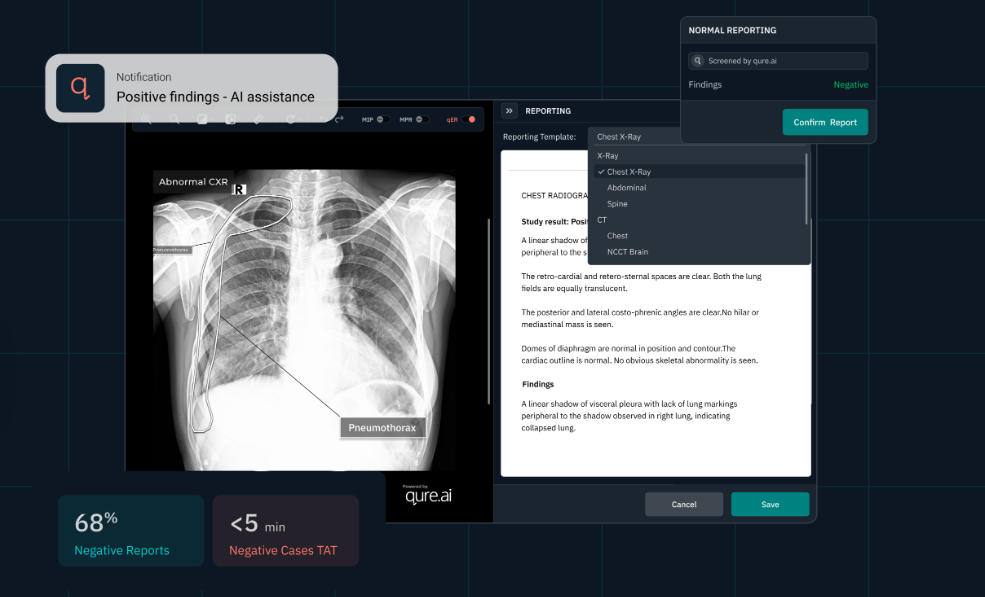 NORMAL REPORTING
Screened by qure.ai
Findings Negative
Confirm Report
Notification
Positive findings - AI assistance
MIP MPR qER
REPORTING
Reporting Template: Chest X-Ray
X-Ray
Chest X-Ray
Abdominal
Spine
CT
Chest
NCCT Brain
Abnormal CXR
R
Pneumothorax
Pneumothorax
Powered by
qure.ai
CHEST RADIOGRA
Study result: Posi
A linear shadow of
peripheral to the s
The retro-cardial and retero-sternal spaces are clear. Both the lung
fields are equally translucent.
The posterior and lateral costo-phrenic angles are clear.No hilar or
mediastinal mass is seen.
Domes of diaphragm are normal in position and contour.The
cardiac outline is normal. No obvious skeletal abnormality is seen.
Findings
A linear shadow of visceral pleura with lack of lung markings
peripheral to the shadow observed in right lung, indicating
collapsed lung.
Cancel Save
68%
Negative Reports
<5 min
Negative Cases TAT